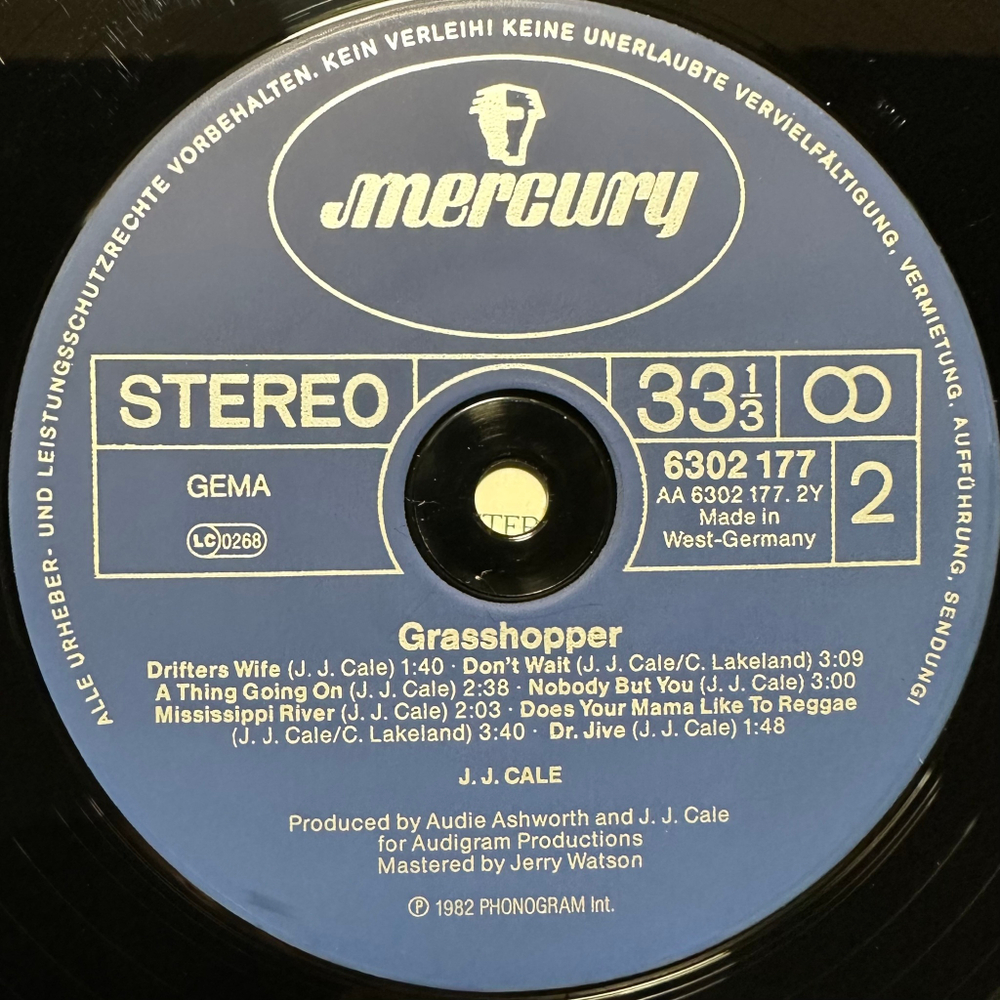 ALLE URHEBER- UND LEISTUNGSSCHUTZRECHTE VORBEHALTEN. KEIN VERLEIH! KEINE UNERLAUBTE VERVIELFÄLTIGUNG, VERMIETUNG, AUFFÜHRUNG, SENDUNG!
mercury
STEREO
33 1/3
GEMA
LC 0268
6302 177
AA 6302 177. 2Y
Made in
West-Germany
2
Grasshopper
Drifters Wife (J. J. Cale) 1:40 · Don't Wait (J. J. Cale/C. Lakeland) 3:09
A Thing Going On (J. J. Cale) 2:38 · Nobody But You (J. J. Cale) 3:00
Mississippi River (J. J. Cale) 2:03 · Does Your Mama Like To Reggae
(J. J. Cale/C. Lakeland) 3:40 · Dr. Jive (J. J. Cale) 1:48
J. J. CALE
Produced by Audie Ashworth and J. J. Cale
for Audigram Productions
Mastered by Jerry Watson
℗ 1982 PHONOGRAM Int.